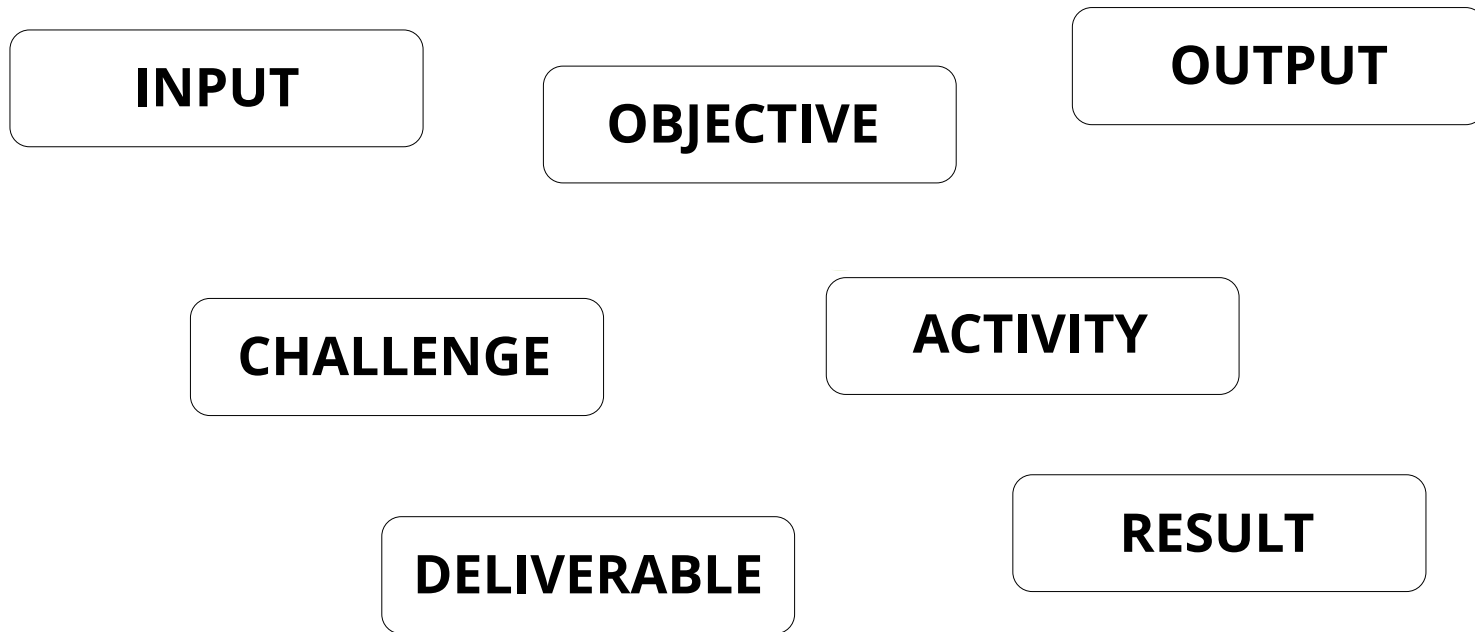 INPUT
OBJECTIVE
OUTPUT
CHALLENGE
ACTIVITY
DELIVERABLE
RESULT